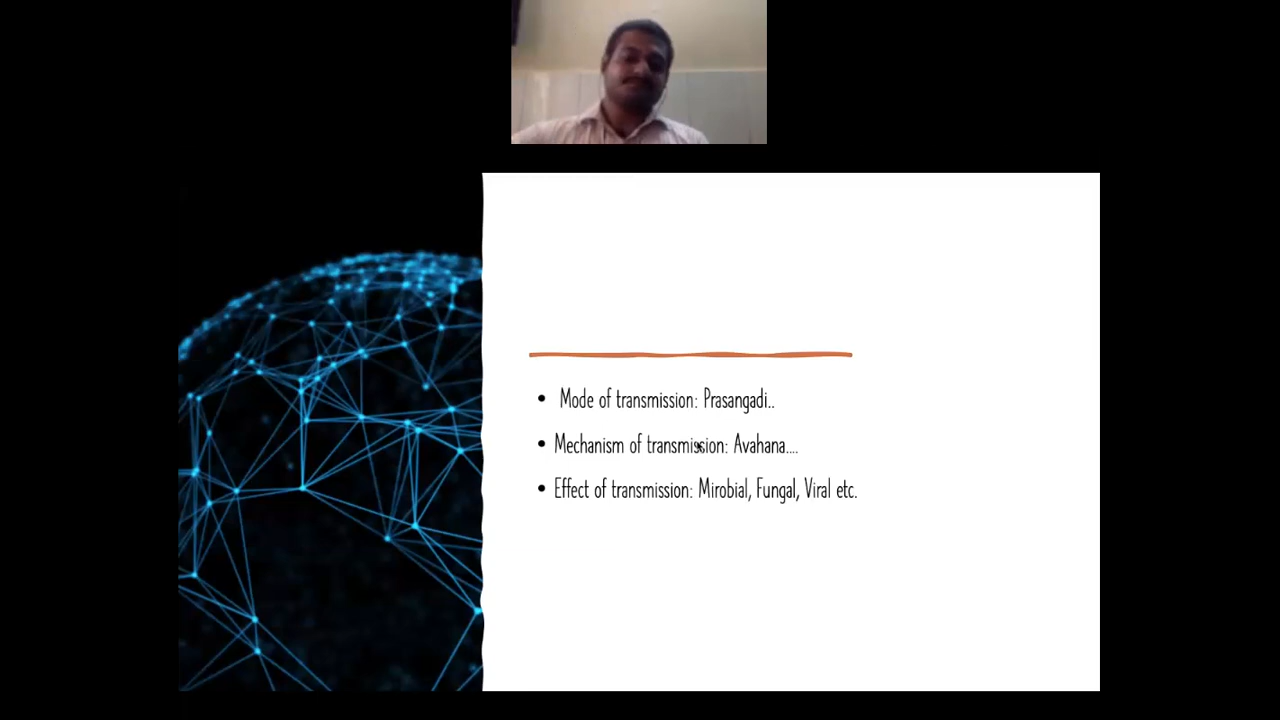 • Mode of transmission: Prasangadi..
• Mechanism of transmission: Avahana....
• Effect of transmission: Mirobial, Fungal, Viral etc.